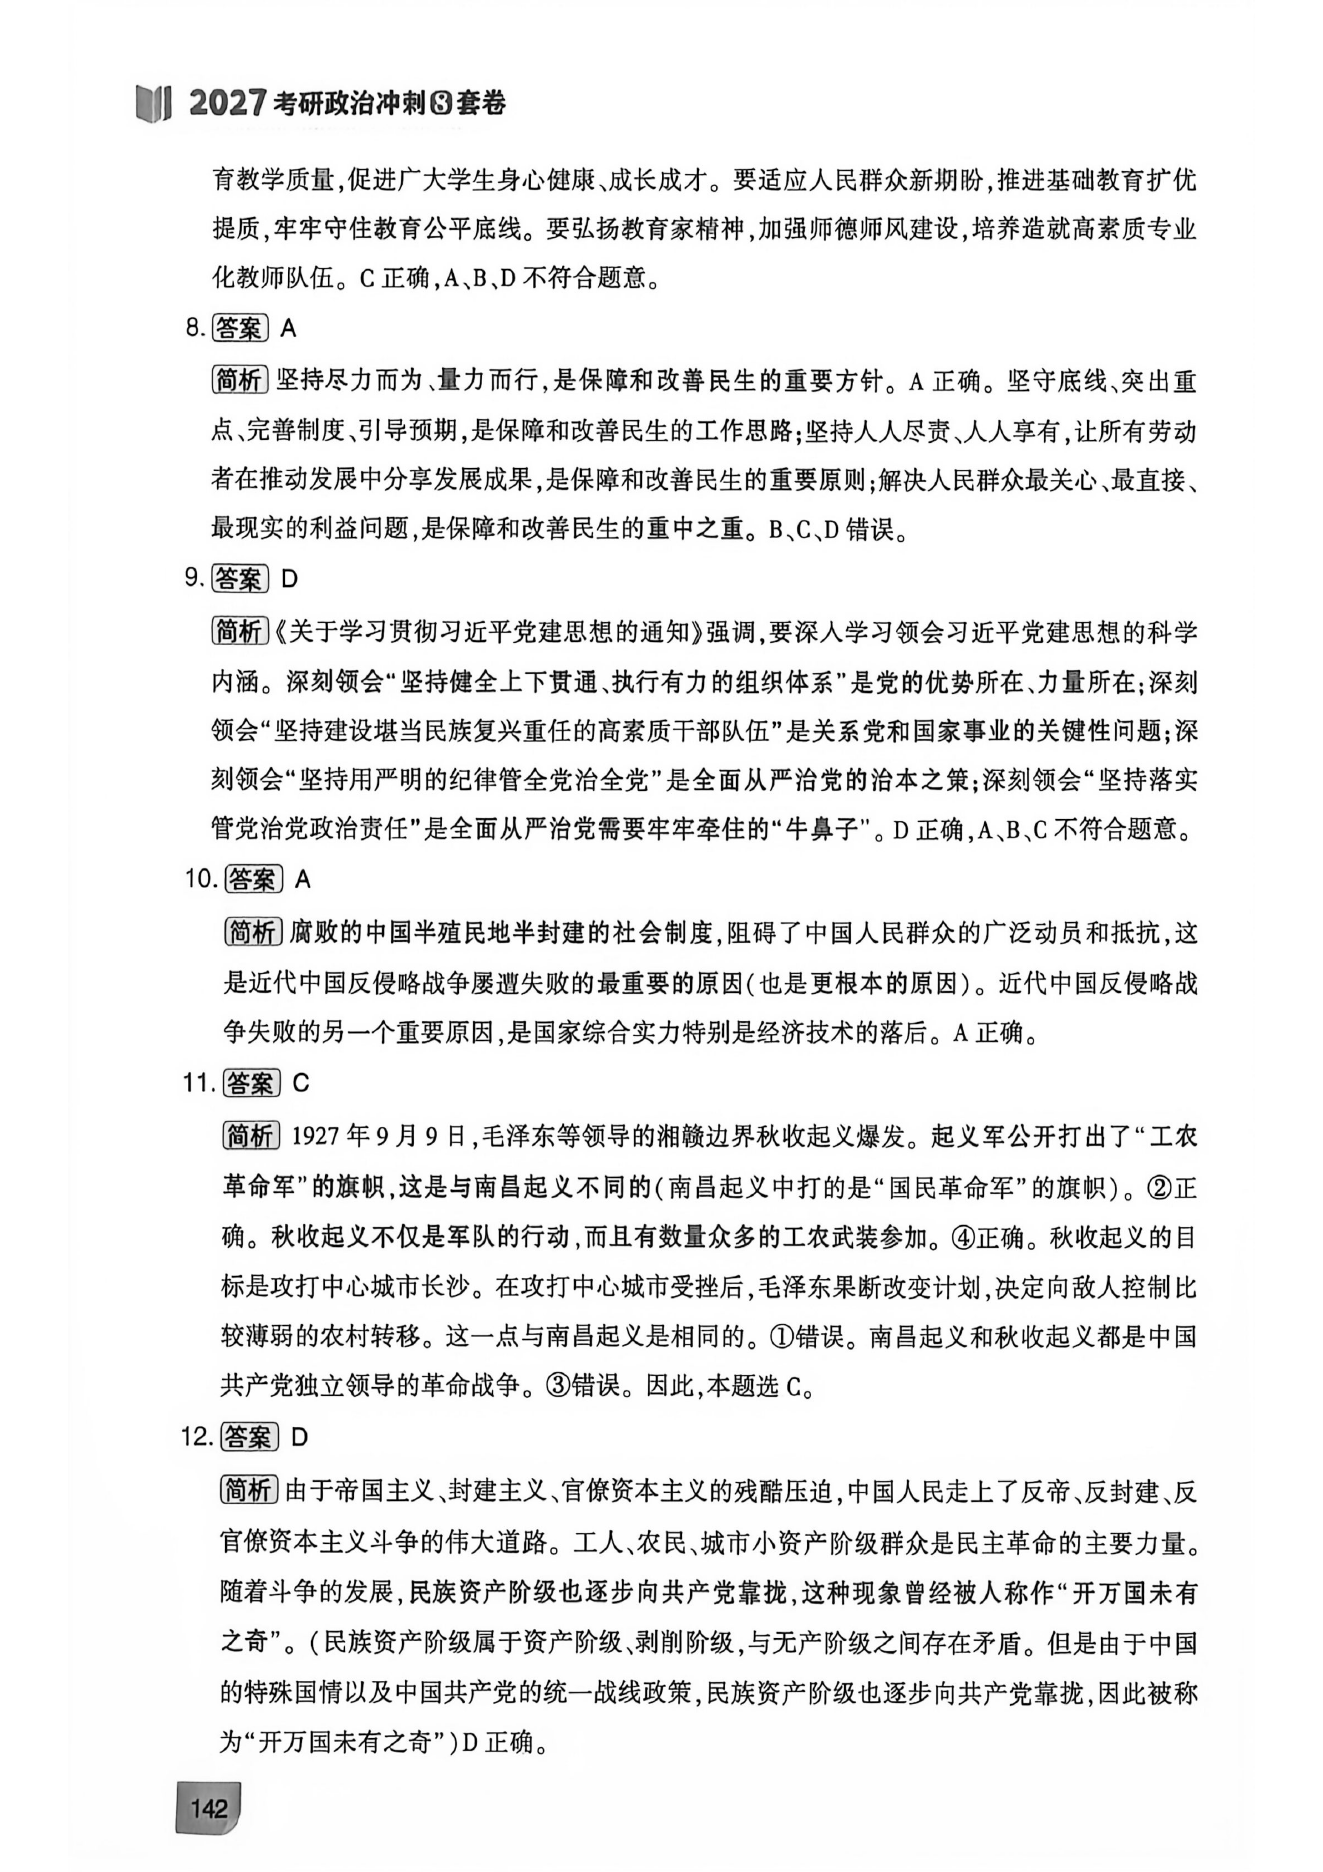 2027考研政治冲刺8套卷
育教学质量,促进广大学生身心健康、成长成才。要适应人民群众新期盼,推进基础教育扩优
提质,牢牢守住教育公平底线。要弘扬教育家精神,加强师德师风建设,培养造就高素质专业
化教师队伍。C正确,A、B、D不符合题意。
8.答案 A
简析 坚持尽力而为、量力而行,是保障和改善民生的重要方针。A正确。坚守底线、突出重
点、完善制度、引导预期,是保障和改善民生的工作思路;坚持人人尽责、人人享有,让所有劳动
者在推动发展中分享发展成果,是保障和改善民生的重要原则;解决人民群众最关心、最直接、
最现实的利益问题,是保障和改善民生的重中之重。B、C、D错误。
9.答案 D
简析《关于学习贯彻习近平党建思想的通知》强调,要深入学习领会习近平党建思想的科学
内涵。深刻领会“坚持健全上下贯通、执行有力的组织体系”是党的优势所在、力量所在;深刻
领会“坚持建设堪当民族复兴重任的高素质干部队伍”是关系党和国家事业的关键性问题;深
刻领会“坚持用严明的纪律管全党治全党”是全面从严治党的治本之策;深刻领会“坚持落实
管党治党政治责任”是全面从严治党需要牢牢牵住的“牛鼻子”。D正确,A、B、C不符合题意。
10.答案 A
简析 腐败的中国半殖民地半封建的社会制度,阻碍了中国人民群众的广泛动员和抵抗,这
是近代中国反侵略战争屡遭失败的最重要的原因(也是更根本的原因)。近代中国反侵略战
争失败的另一个重要原因,是国家综合实力特别是经济技术的落后。A正确。
11.答案 C
简析 1927年9月9日,毛泽东等领导的湘赣边界秋收起义爆发。起义军公开打出了“工农
革命军”的旗帜,这是与南昌起义不同的(南昌起义中打的是“国民革命军”的旗帜)。②正
确。秋收起义不仅是军队的行动,而且有数量众多的工农武装参加。④正确。秋收起义的目
标是攻打中心城市长沙。在攻打中心城市受挫后,毛泽东果断改变计划,决定向敌人控制比
较薄弱的农村转移。这一点与南昌起义是相同的。①错误。南昌起义和秋收起义都是中国
共产党独立领导的革命战争。③错误。因此,本题选C。
12.答案 D
简析 由于帝国主义、封建主义、官僚资本主义的残酷压迫,中国人民走上了反帝、反封建、反
官僚资本主义斗争的伟大道路。工人、农民、城市小资产阶级群众是民主革命的主要力量。
随着斗争的发展,民族资产阶级也逐步向共产党靠拢,这种现象曾经被人称作“开万国未有
之奇”。(民族资产阶级属于资产阶级、剥削阶级,与无产阶级之间存在矛盾。但是由于中国
的特殊国情以及中国共产党的统一战线政策,民族资产阶级也逐步向共产党靠拢,因此被称
为“开万国未有之奇”)D正确。
142